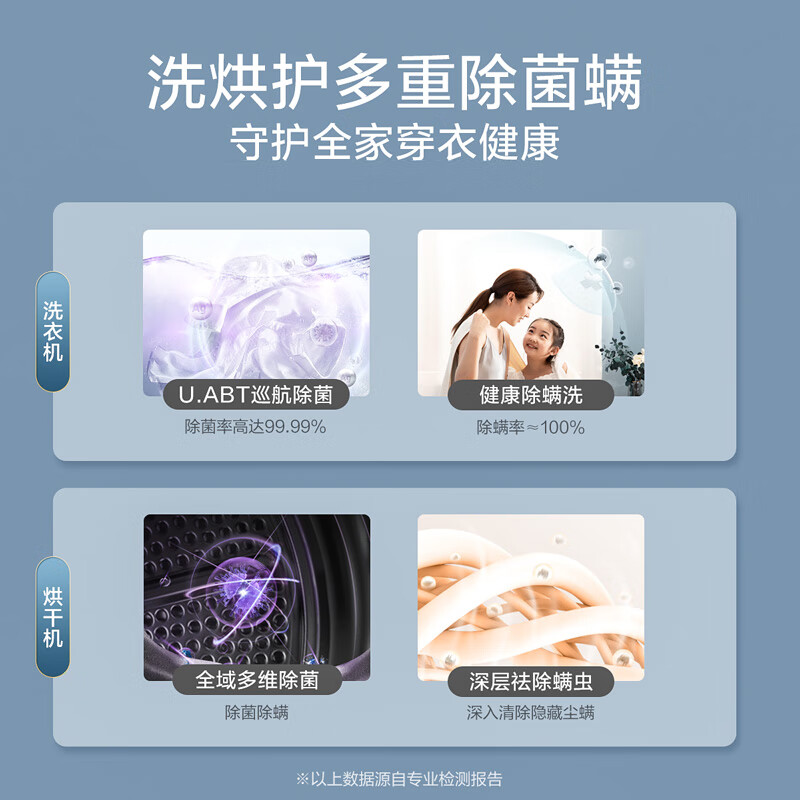 洗烘护多重除菌螨
守护全家穿衣健康
洗衣机
U.ABT巡航除菌
除菌率高达99.99%
健康除螨洗
除螨率≈100%
烘干机
全域多维除菌
除菌除螨
深层祛除螨虫
深入清除隐藏尘螨
※以上数据源自专业检测报告